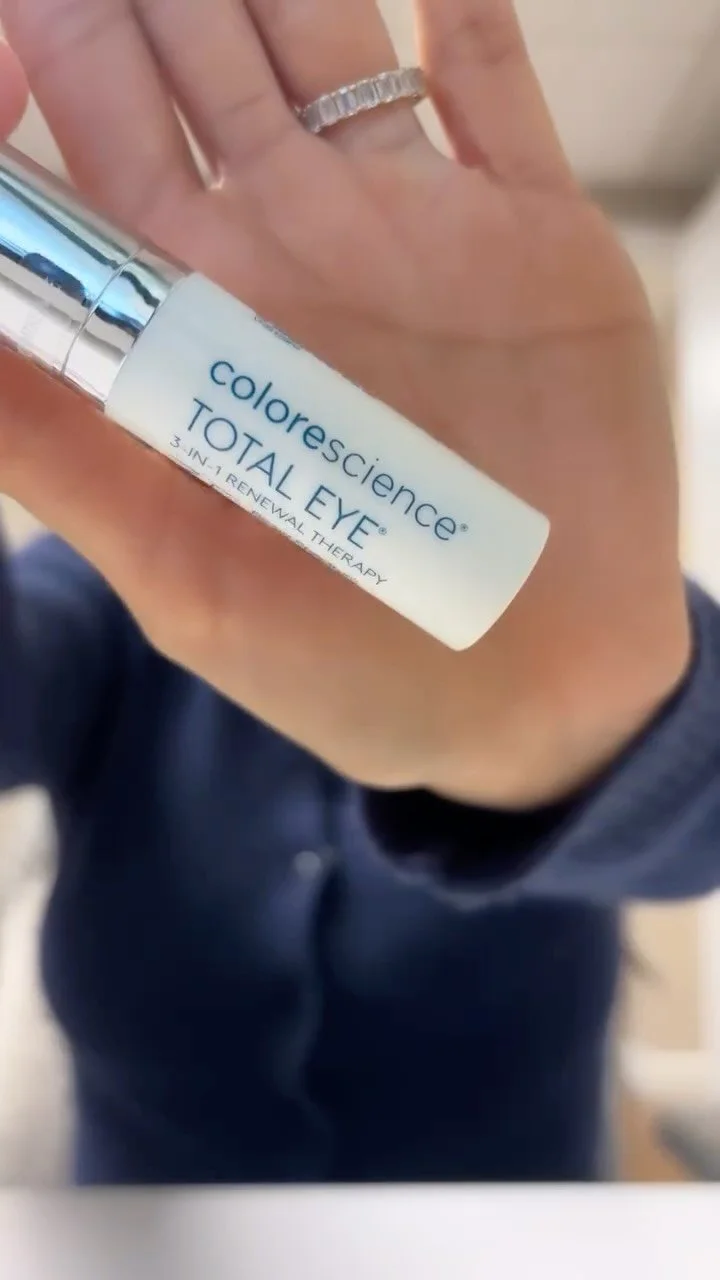 colorescience®
TOTAL EYE®
3-IN-1 RENEWAL THERAPY